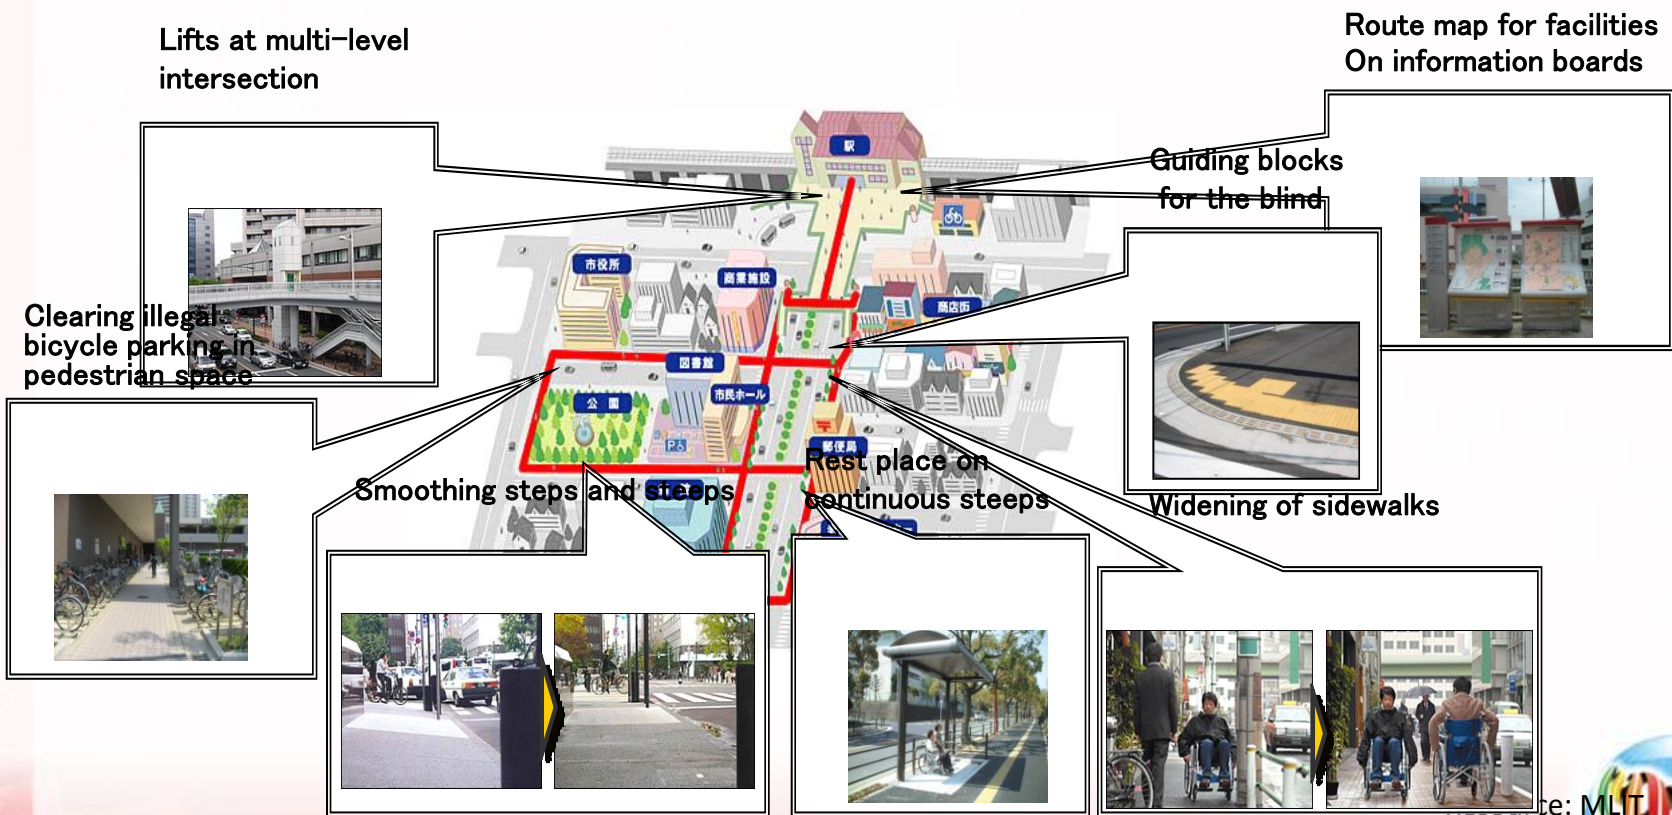 Lifts at multi-level
intersection
Route map for facilities
On information boards
Guiding blocks
for the blind
駅
市役所
商業施設
商店街
Clearing illegal
bicycle parking in
pedestrian space
図書館
市民ホール
公園
P
郵便局
Smoothing steps and steeps
Rest place on
continuous steeps
Widening of sidewalks
ce: MLIT